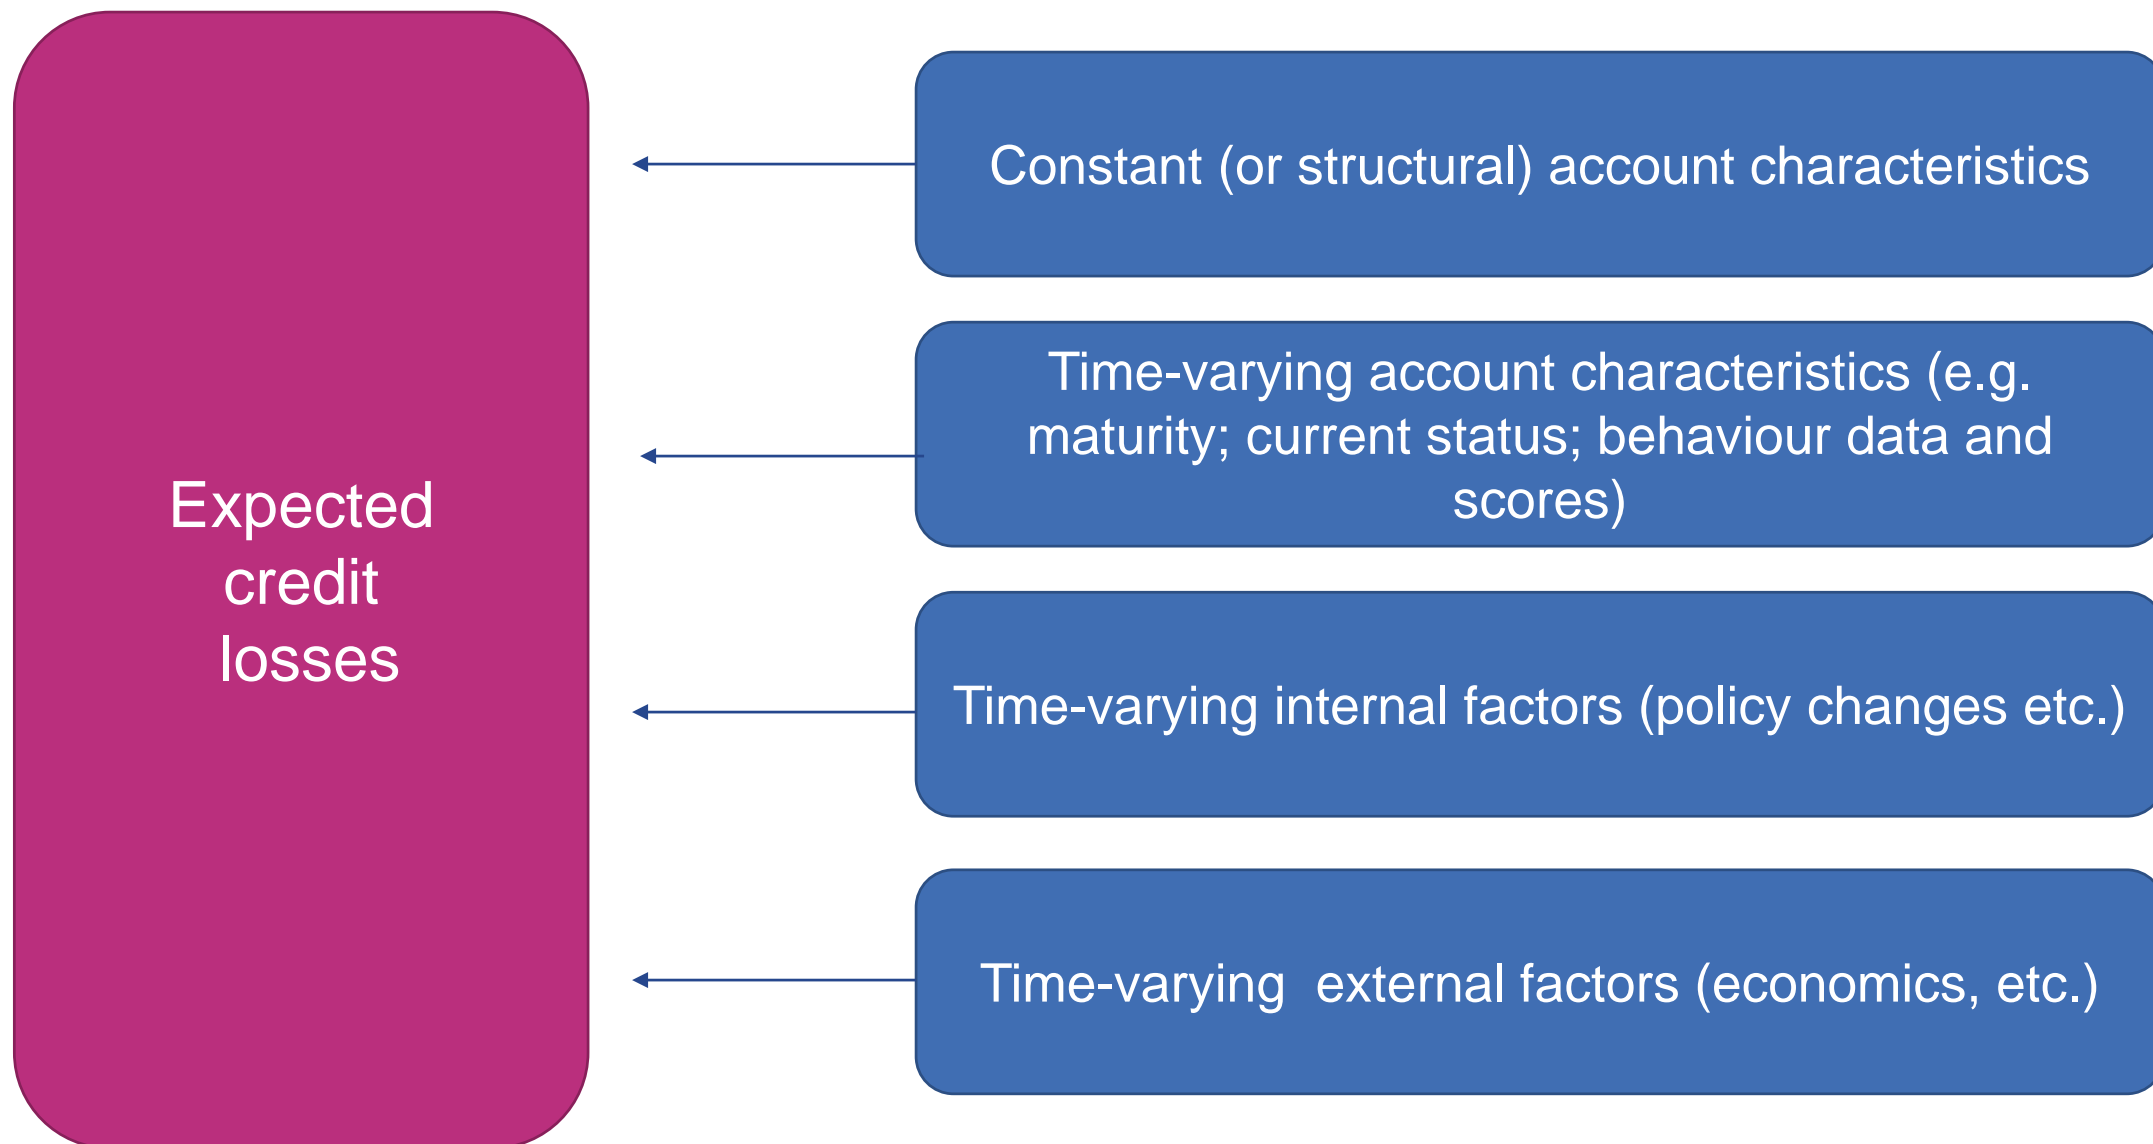 Expected
credit
losses
Constant (or structural) account characteristics
Time-varying account characteristics (e.g.
maturity; current status; behaviour data and
scores)
Time-varying internal factors (policy changes etc.)
Time-varying  external factors (economics, etc.)